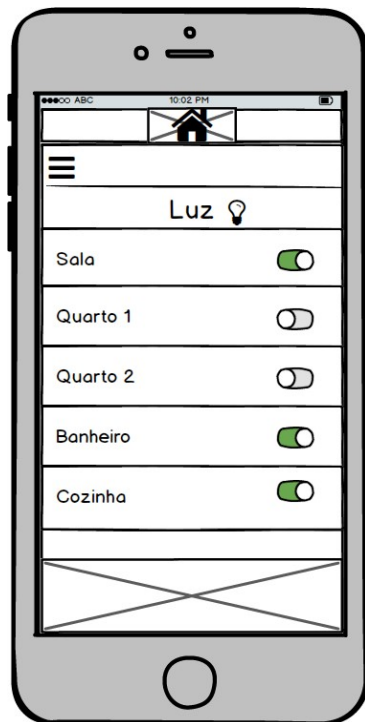 ABC 10:02 PM
Luz
Sala
Quarto 1
Quarto 2
Banheiro
Cozinha